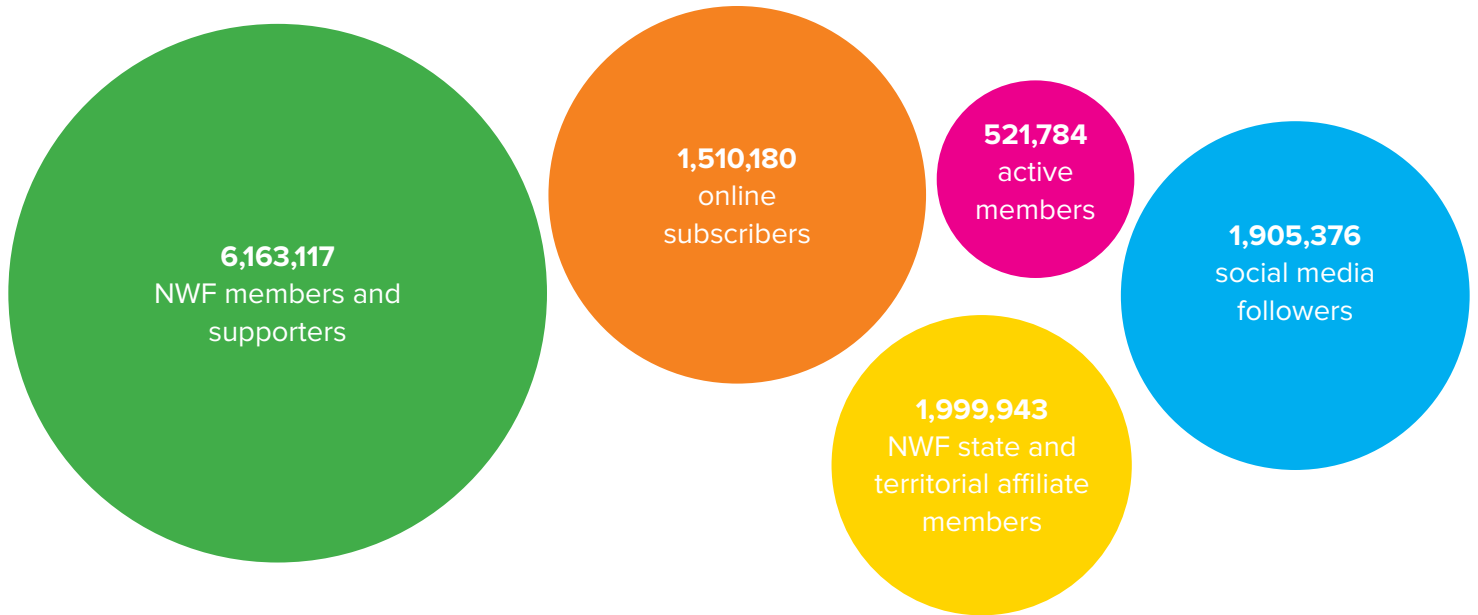 6,163,117
NWF members and
supporters
1,510,180
online
subscribers
521,784
active
members
1,905,376
social media
followers
1,999,943
NWF state and
territorial affiliate
members